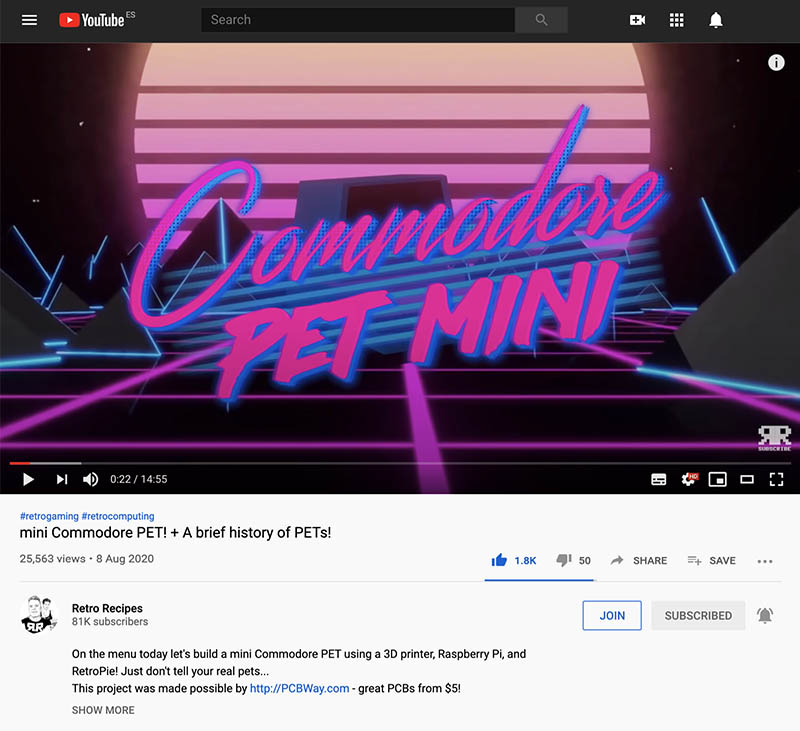 YouTube ES
Search
Commodore
PET MINI
SUBSCRIBE
0:22 / 14:55
HD
#retrogaming #retrocomputing
mini Commodore PET! + A brief history of PETs!
25,563 views • 8 Aug 2020
1.8K 50 SHARE SAVE
Retro Recipes
81K subscribers
JOIN SUBSCRIBED
On the menu today let's build a mini Commodore PET using a 3D printer, Raspberry Pi, and
RetroPie! Just don't tell your real pets...
This project was made possible by http://PCBWay.com - great PCBs from $5!
SHOW MORE